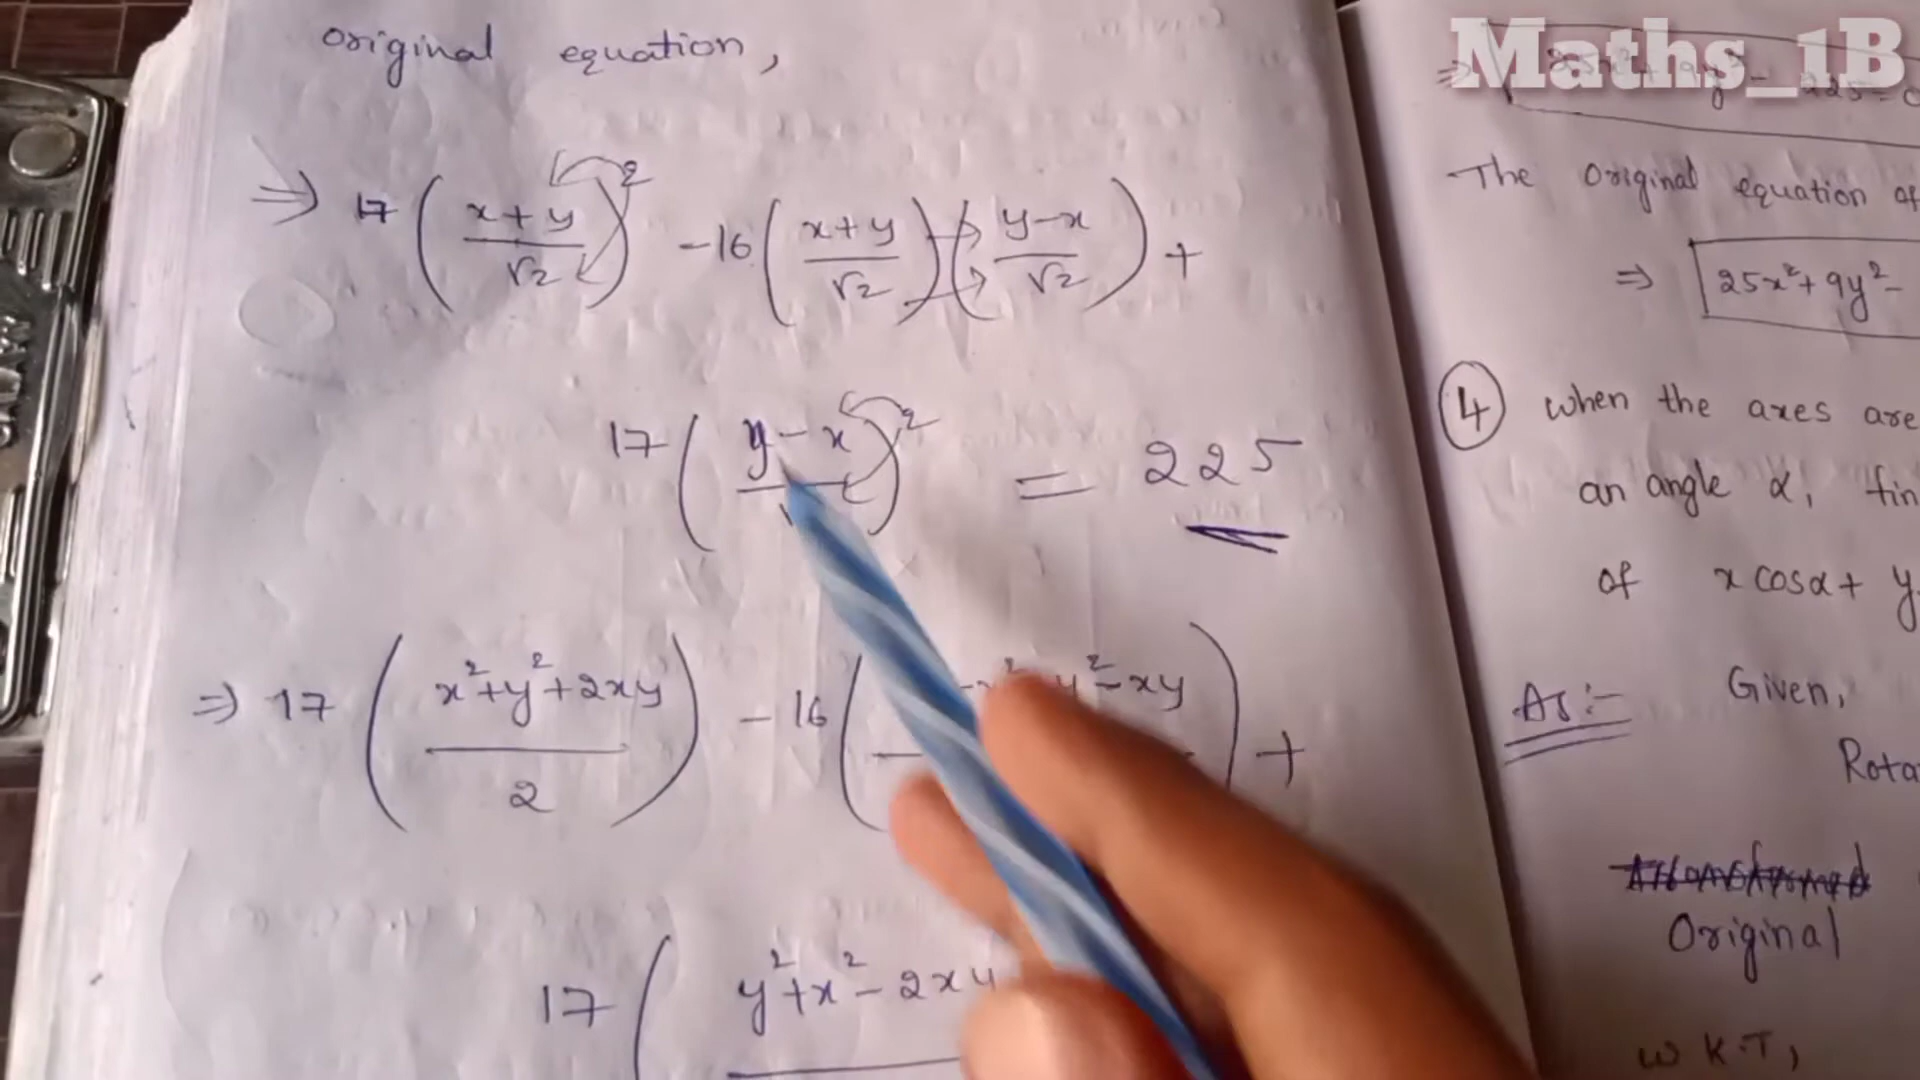 original equation,
⇒ 17 ( x+y / √2 )² -16 ( x+y / √2 ) ( y-x / √2 ) +
17 ( y-x / )² = 225
⇒ 17 ( x²+y²+2xy / 2 ) - 16 ( y²-xy ) +
17 ( y²+x²-2xy
Maths_1B
The original equation of
⇒ 25x²+9y²-
4 When the axes are
an angle α, fin
of x cosα + y
As:-
Given,
Rota
Original
W K.T,